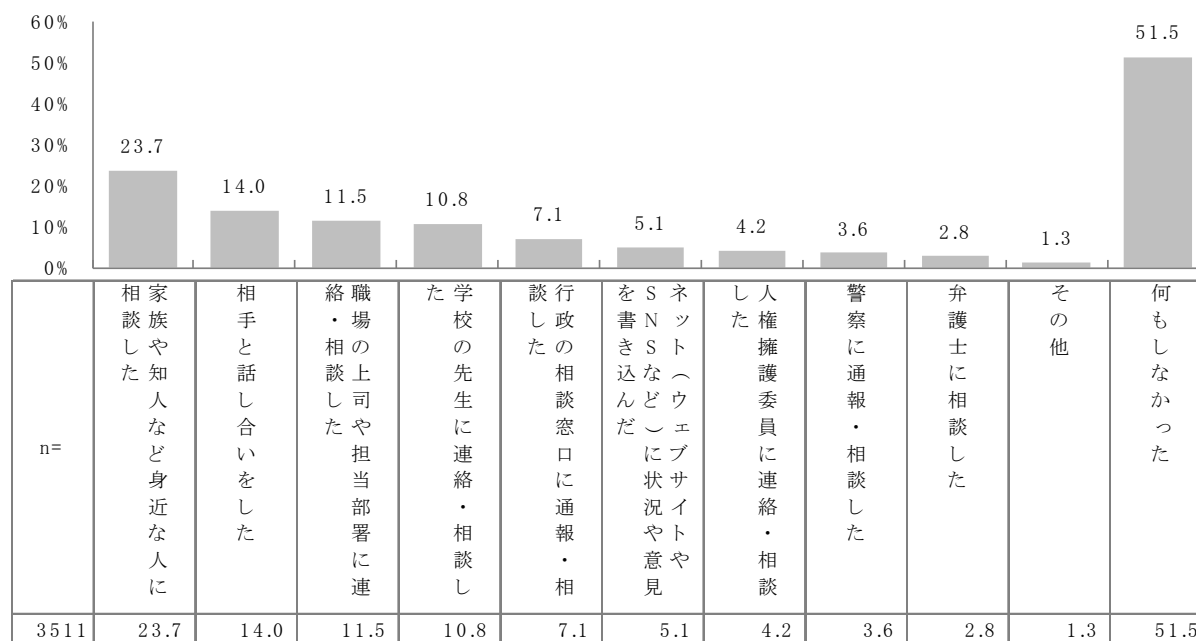 60%
50%
40%
30%
20%
10%
0%
23.7
14.0
11.5
10.8
7.1
5.1
4.2
3.6
2.8
1.3
51.5
n=
家族や知人など身近な人に
相談した
相手と話し合いをした
職場の上司や担当部署に連
絡・相談した
学校の先生に連絡・相談し
た
行政の相談窓口に通報・相
談した
ネット(ウェブサイトや
SNSなど)に状況や意見
を書き込んだ
人権擁護委員に連絡・相談
した
警察に通報・相談した
弁護士に相談した
その他
何もしなかった
3511 23.7 14.0 11.5 10.8 7.1 5.1 4.2 3.6 2.8 1.3 51.5